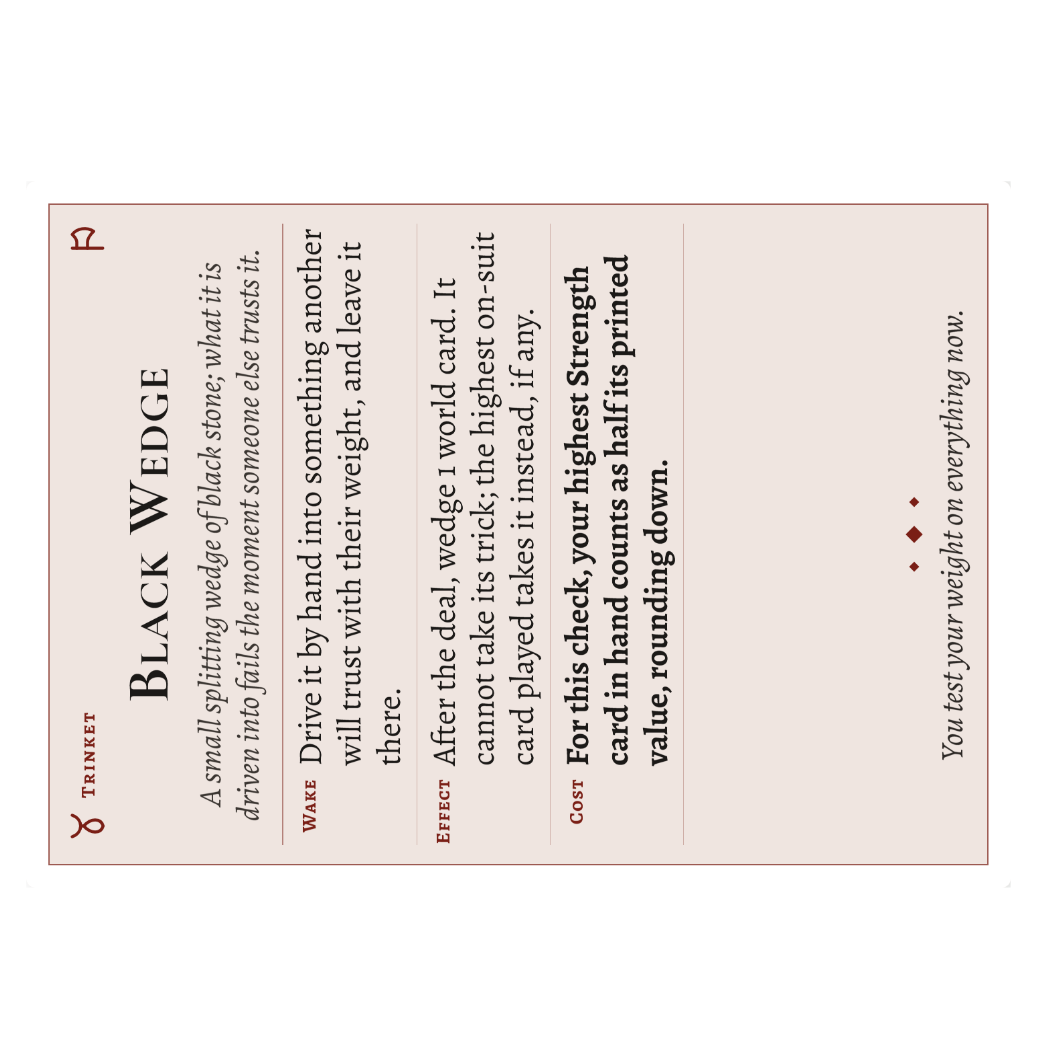 Trinket
Black Wedge
A small splitting wedge of black stone; what it is
driven into fails the moment someone else trusts it.
Wake Drive it by hand into something another
will trust with their weight, and leave it
there.
Effect After the deal, wedge 1 world card. It
cannot take its trick; the highest on-suit
card played takes it instead, if any.
Cost For this check, your highest Strength
card in hand counts as half its printed
value, rounding down.
You test your weight on everything now.